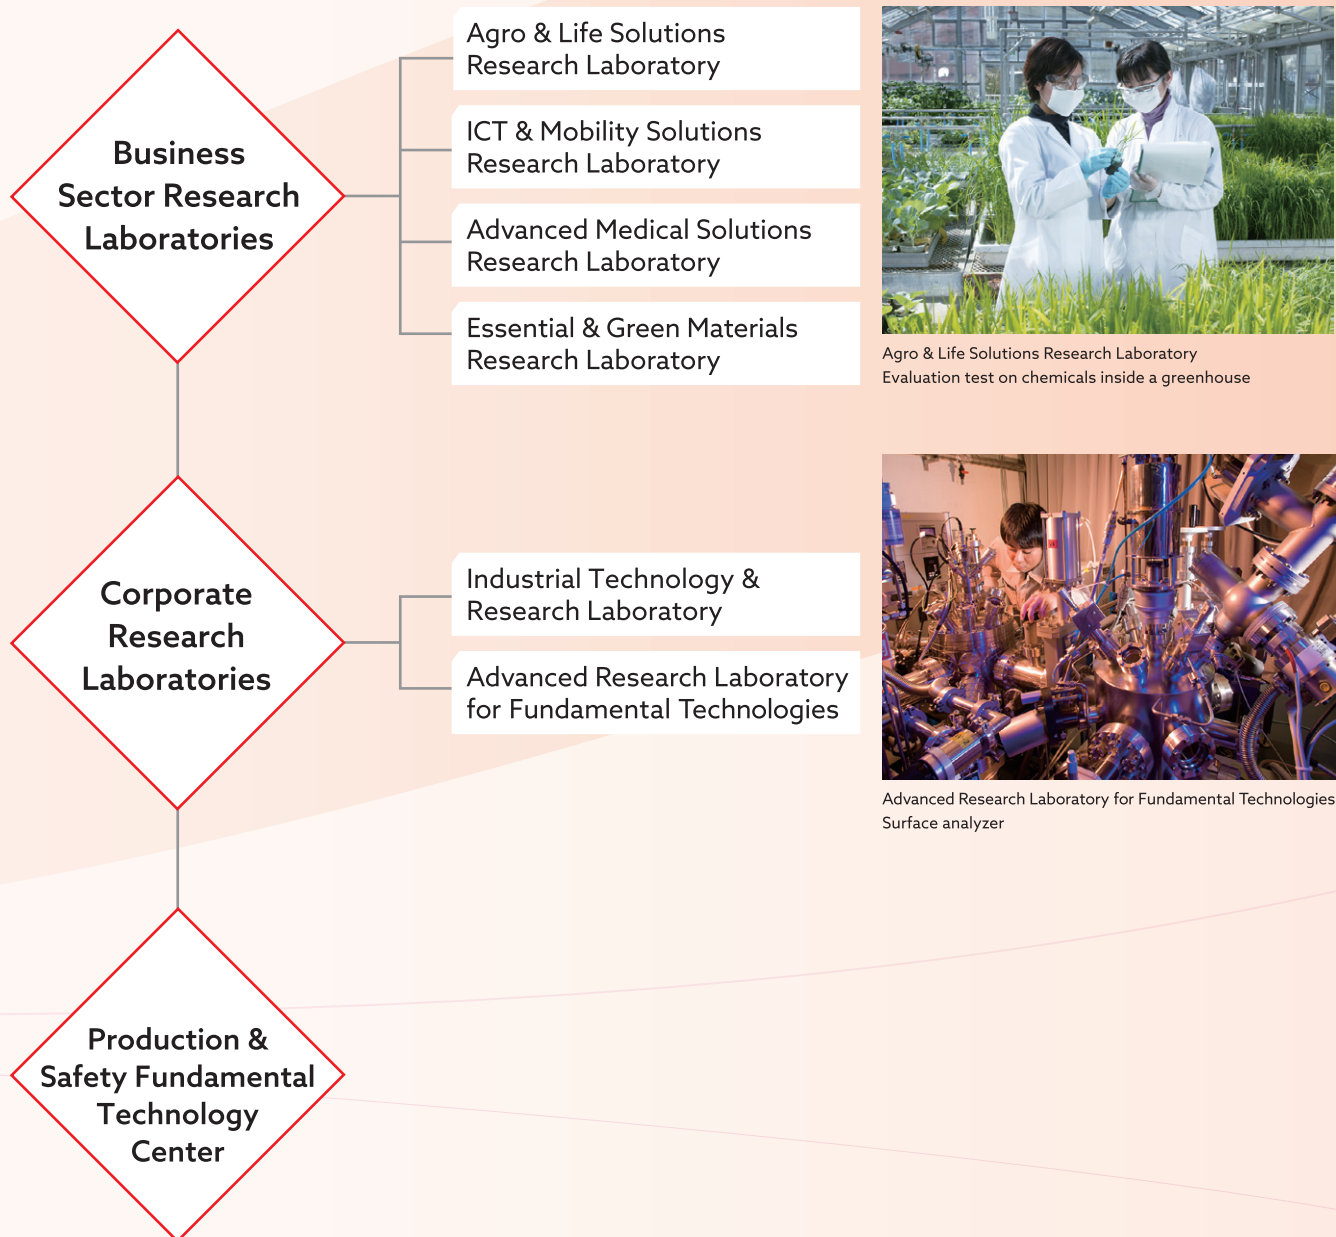 Business
Sector Research
Laboratories
Agro & Life Solutions
Research Laboratory
ICT & Mobility Solutions
Research Laboratory
Advanced Medical Solutions
Research Laboratory
Essential & Green Materials
Research Laboratory
Agro & Life Solutions Research Laboratory
Evaluation test on chemicals inside a greenhouse
Corporate
Research
Laboratories
Industrial Technology &
Research Laboratory
Advanced Research Laboratory
for Fundamental Technologies
Advanced Research Laboratory for Fundamental Technologies
Surface analyzer
Production &
Safety Fundamental
Technology
Center